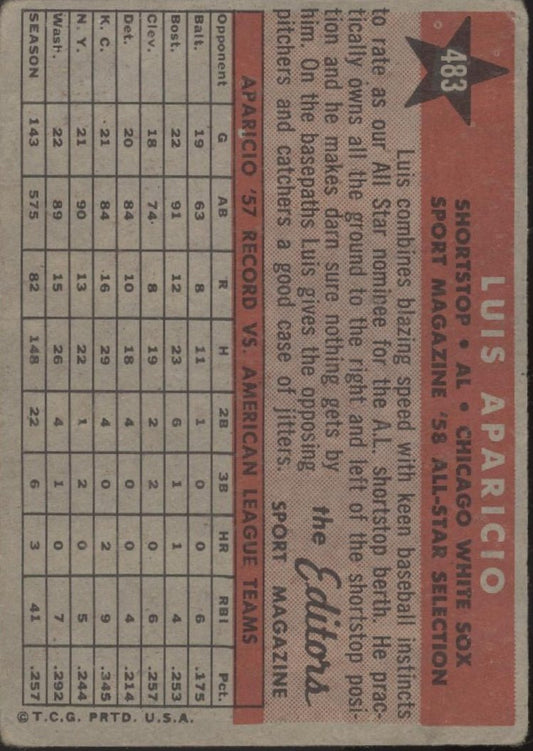 483
LUIS APARICIO
SHORTSTOP • AL • CHICAGO WHITE SOX
SPORT MAGAZINE '58 ALL-STAR SELECTION
Luis combines blazing speed with keen baseball instincts
to rate as our All Star nominee for the A.L. shortstop berth. He prac-
tically owns all the ground to the right and left of the shortstop posi-
tion and he makes darn sure nothing gets by
him. On the basepaths Luis gives the opposing
pitchers and catchers a good case of jitters.
the Editors
SPORT MAGAZINE
APARICIO '57 RECORD VS. AMERICAN LEAGUE TEAMS
Opponent G AB R H 2B 3B HR RBI Pct.
Balt. 19 63 8 11 1 0 0 6 .175
Bost. 22 91 12 23 6 1 1 4 .253
Clev. 18 74 8 19 2 2 0 6 .257
Det. 20 84 10 18 4 0 0 4 .214
K. C. 21 84 16 29 4 0 2 9 .345
N. Y. 21 90 13 22 1 2 0 5 .244
Wash. 22 89 15 26 4 1 0 7 .292
SEASON 143 575 82 148 22 6 3 41 .257
© T.C.G. PRTD. U.S.A.